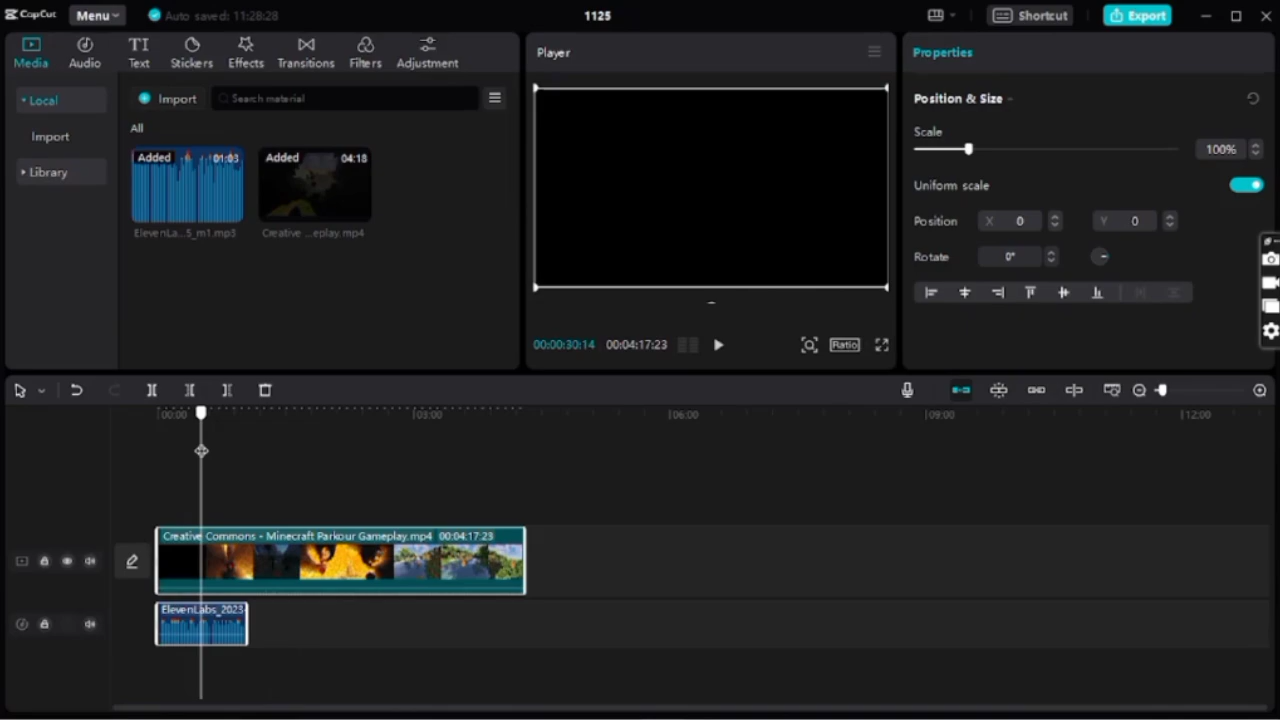 CapCut
Menu
Auto saved: 11:28:28
1125
Shortcut
Export
Media
Audio
TI
Text
Stickers
Effects
Transitions
Filters
Adjustment
Local
Import
Library
Import
Search material
All
Added 01:03
ElevenLa...5_m1.mp3
Added 04:18
Creative ...eplay.mp4
Player
00:00:30:14 00:04:17:23
Ratio
Properties
Position & Size
Scale
100%
Uniform scale
Position X 0 Y 0
Rotate 0°
00:00
03:00
06:00
09:00
12:00
Creative Commons - Minecraft Parkour Gameplay.mp4 00:04:17:23
ElevenLabs_2023-